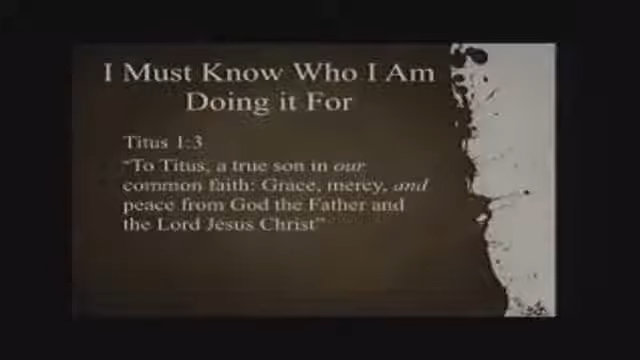 I Must Know Who I Am
Doing it For
Titus 1:3
“To Titus, a true son in our
common faith: Grace, mercy, and
peace from God the Father and
the Lord Jesus Christ”